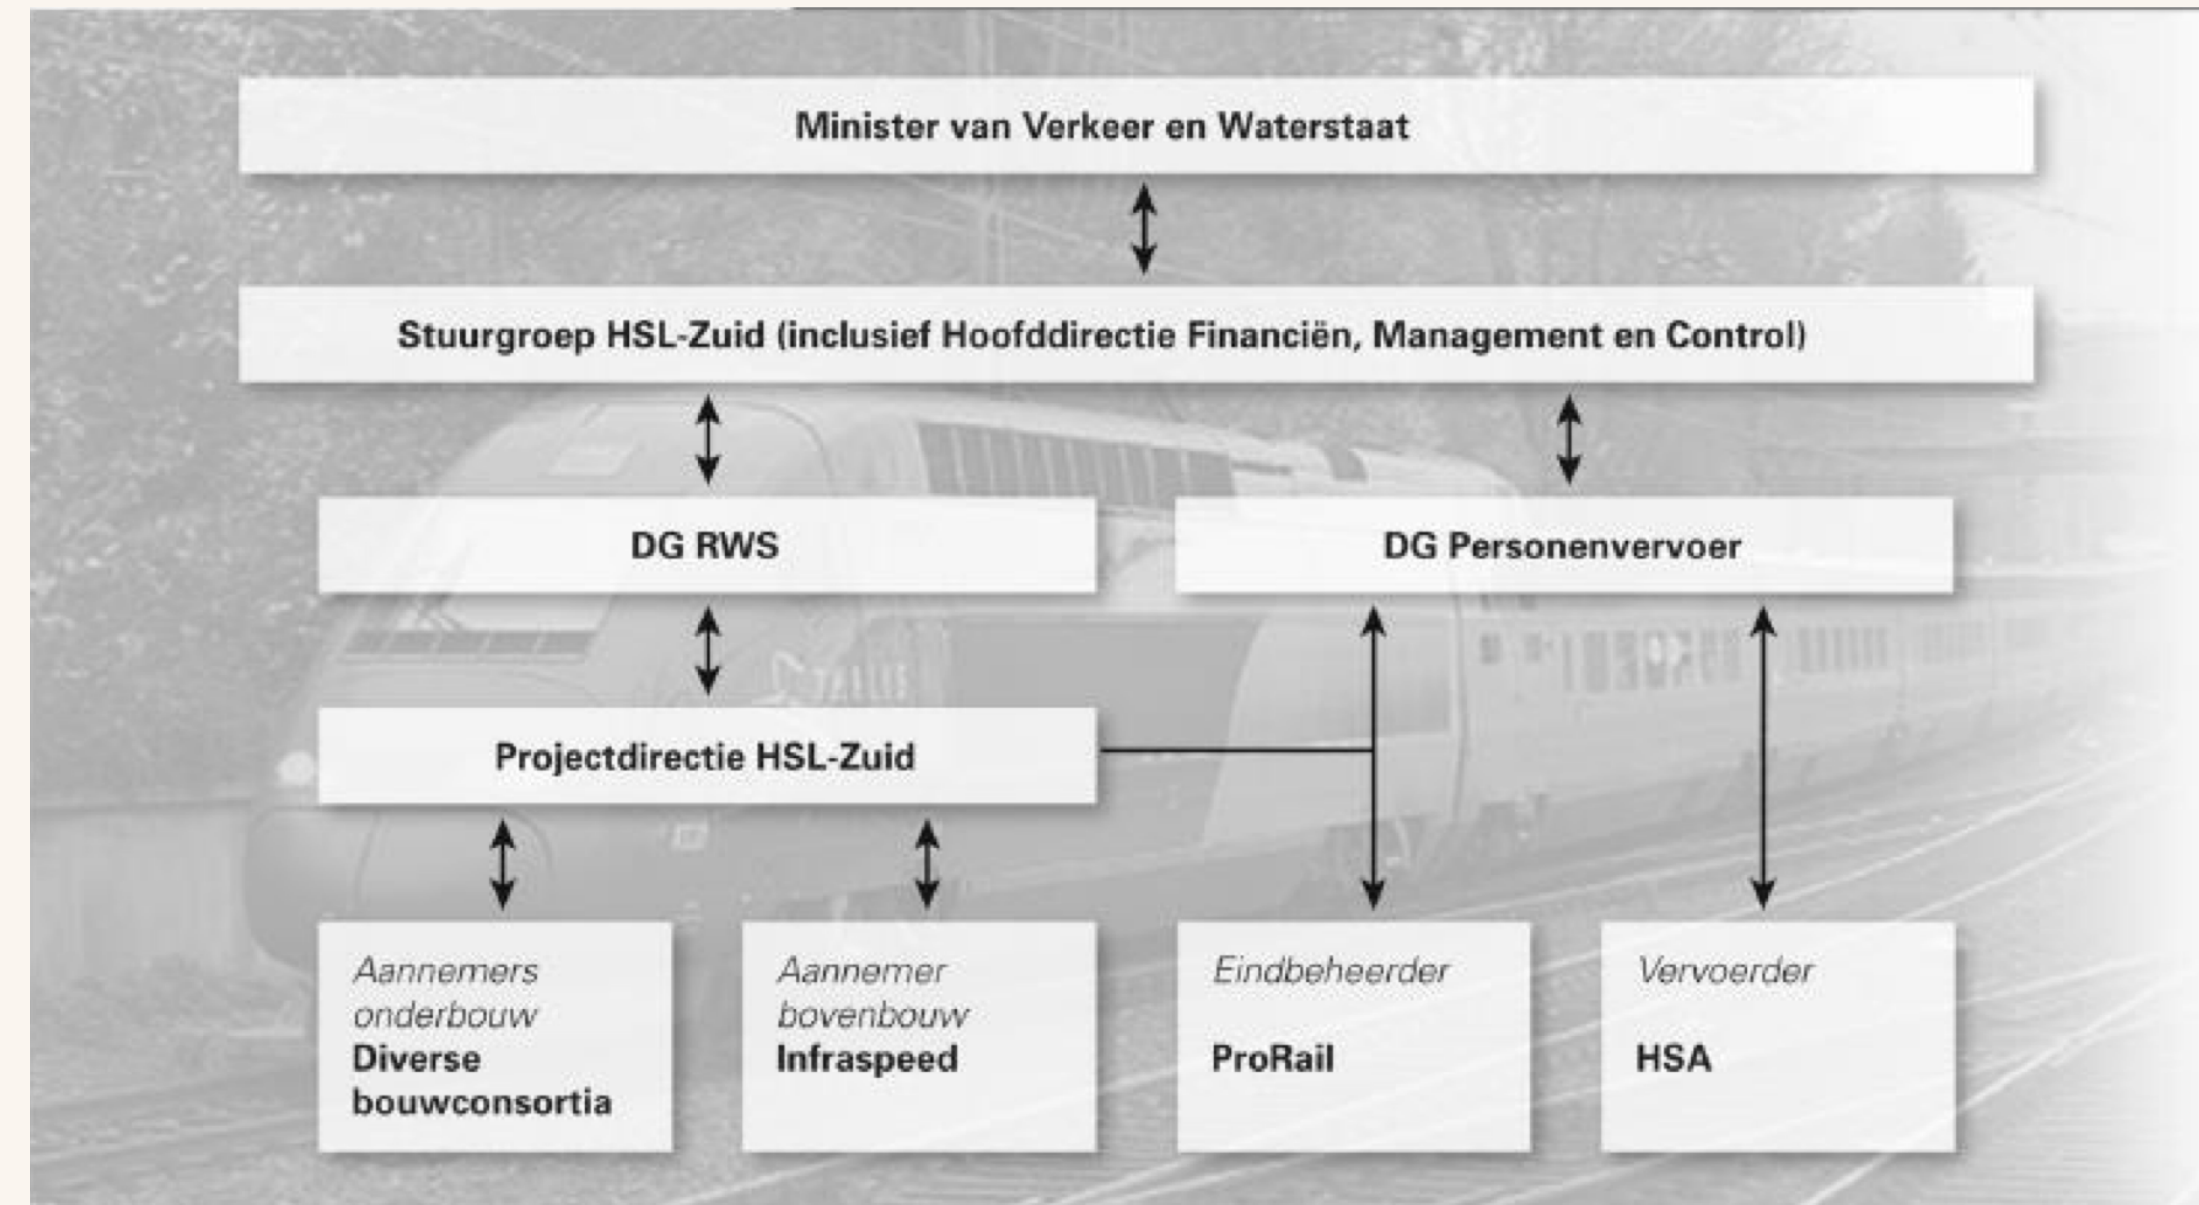 Minister van Verkeer en Waterstaat
Stuurgroep HSL-Zuid (inclusief Hoofddirectie Financiën, Management en Control)
DG RWS
DG Personenvervoer
Projectdirectie HSL-Zuid
Aannemers
onderbouw
Diverse
bouwconsortia
Aannemer
bovenbouw
Infraspeed
Eindbeheerder
ProRail
Vervoerder
HSA
THALYS